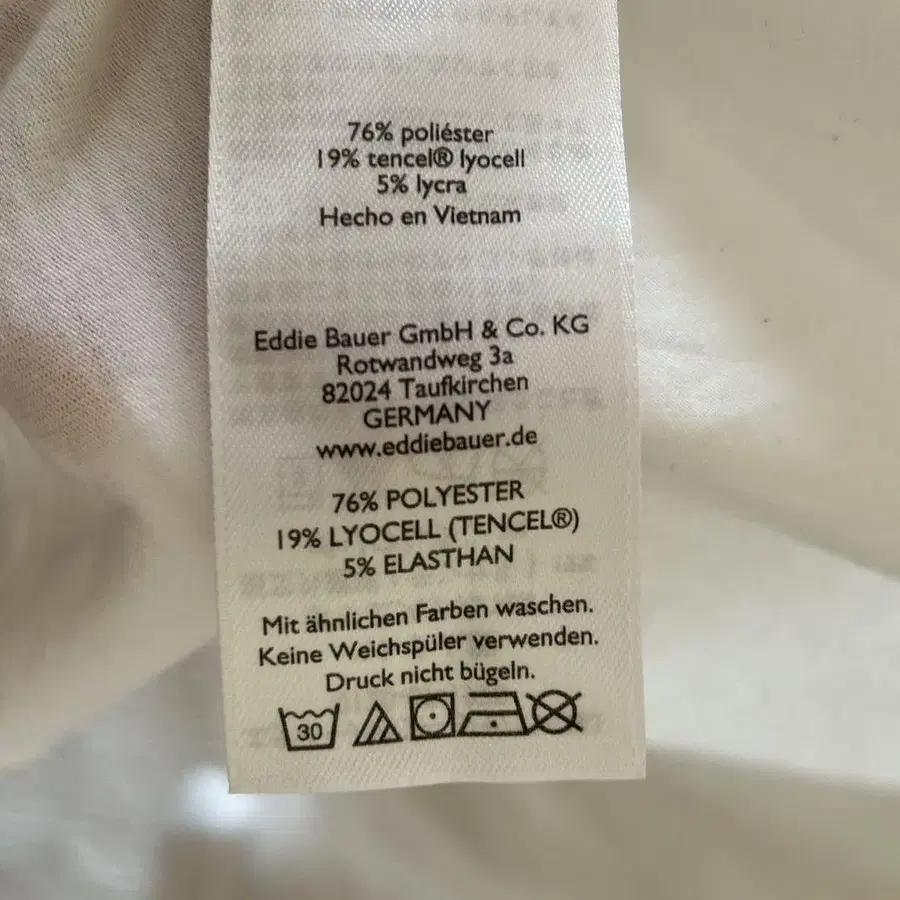 76% poliéster
19% tencel® lyocell
5% lycra
Hecho en Vietnam
Eddie Bauer GmbH & Co. KG
Rotwandweg 3a
82024 Taufkirchen
GERMANY
www.eddiebauer.de
76% POLYESTER
19% LYOCELL (TENCEL®)
5% ELASTHAN
Mit ähnlichen Farben waschen.
Keine Weichspüler verwenden.
Druck nicht bügeln.
30